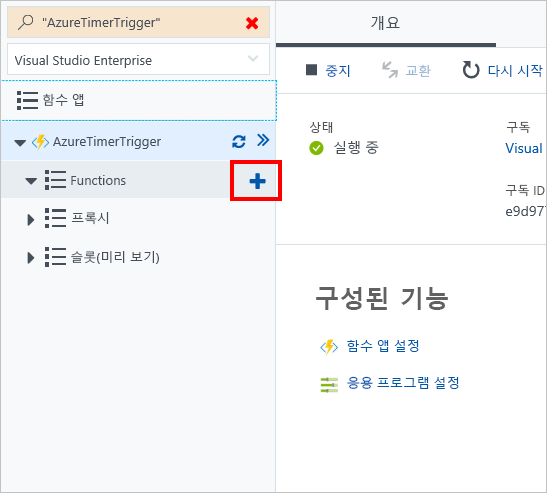 "AzureTimerTrigger"
Visual Studio Enterprise
함수 앱
AzureTimerTrigger
Functions
프록시
슬롯(미리 보기)
개요
중지
교환
다시 시작
상태
실행 중
구독
Visual
구독 ID
e9d977
구성된 기능
함수 앱 설정
응용 프로그램 설정